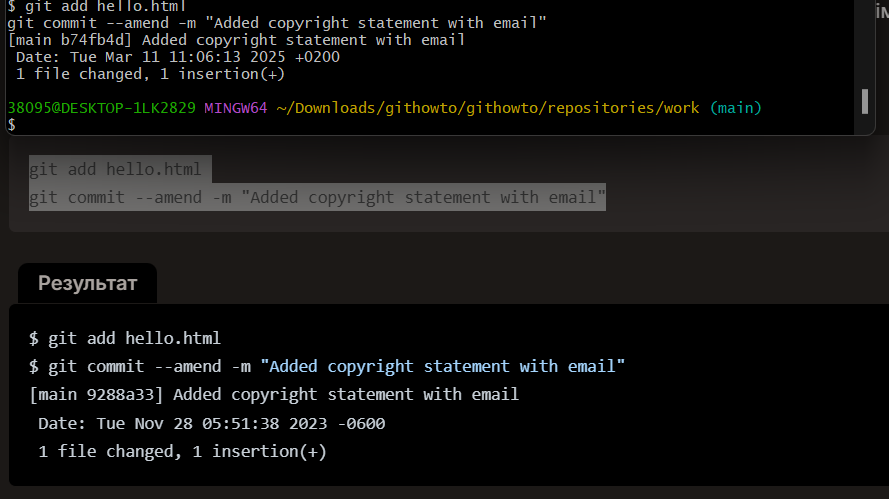 $ git add hello.html
git commit --amend -m "Added copyright statement with email"
[main b74fb4d] Added copyright statement with email
 Date: Tue Mar 11 11:06:13 2025 +0200
 1 file changed, 1 insertion(+)
38095@DESKTOP-1LK2829 MINGW64 ~/Downloads/githowto/githowto/repositories/work (main)
$
git add hello.html
git commit --amend -m "Added copyright statement with email"
Результат
$ git add hello.html
$ git commit --amend -m "Added copyright statement with email"
[main 9288a33] Added copyright statement with email
 Date: Tue Nov 28 05:51:38 2023 -0600
 1 file changed, 1 insertion(+)